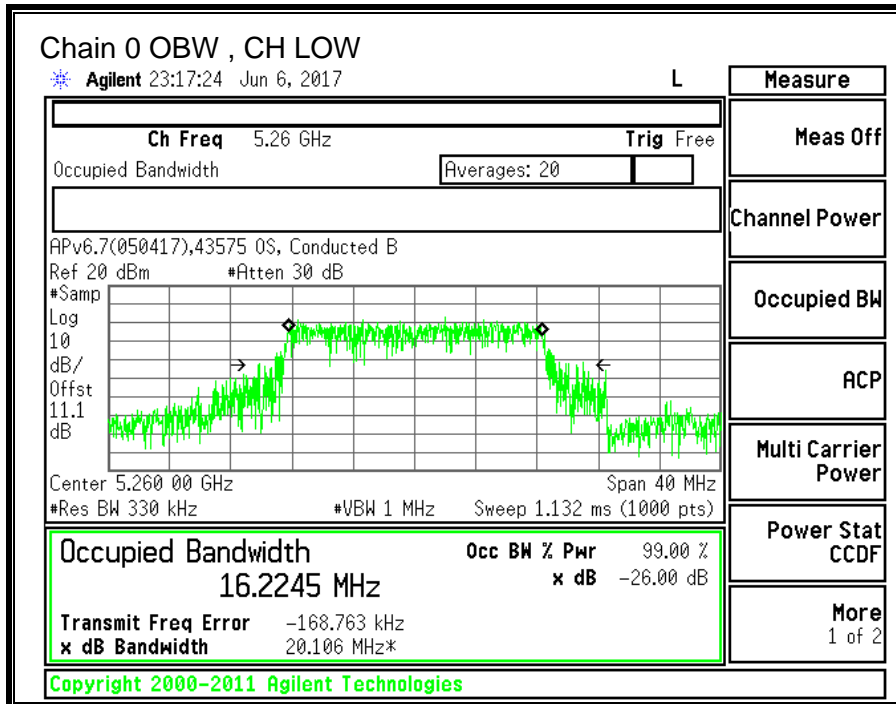 Chain 0 OBW , CH LOW
Agilent 23:17:24 Jun 6, 2017 L
Measure
Ch Freq 5.26 GHz Trig Free
Occupied Bandwidth Averages: 20
APv6.7(050417),43575 OS, Conducted B
Ref 20 dBm #Atten 30 dB
#Samp
Log
10
dB/
Offst
11.1
dB
Center 5.260 00 GHz Span 40 MHz
#Res BW 330 kHz #VBW 1 MHz Sweep 1.132 ms (1000 pts)
Occupied Bandwidth Occ BW % Pwr 99.00 %
16.2245 MHz x dB -26.00 dB
Transmit Freq Error -168.763 kHz
x dB Bandwidth 20.106 MHz*
Meas Off
Channel Power
Occupied BW
ACP
Multi Carrier
Power
Power Stat
CCDF
More
1 of 2
Copyright 2000-2011 Agilent Technologies